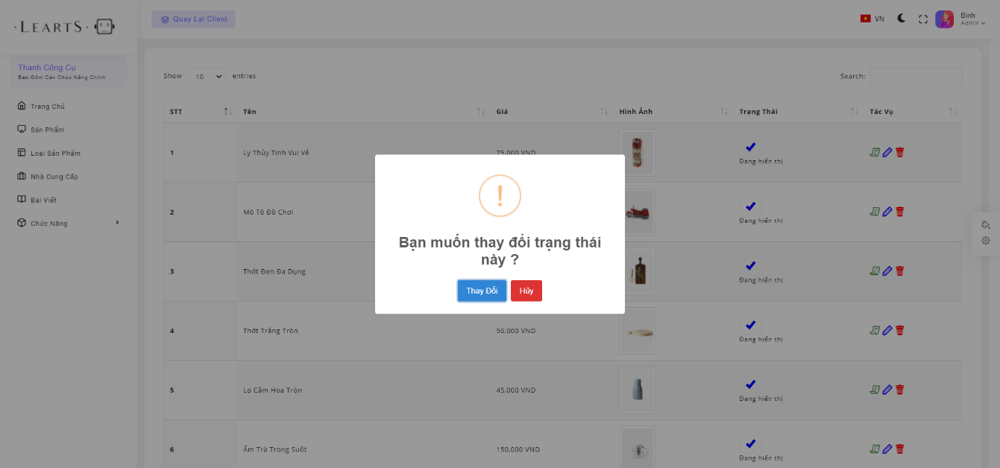 ·LEARTS·
Quay Lại Client
VN
Binh
Admin
Thanh Công Cụ
Bao Gồm Các Chức Năng Chính
Trang Chủ
Sản Phẩm
Loại Sản Phẩm
Nhà Cung Cấp
Bài Viết
Chức Năng
Show 10 entries
Search:
STT Tên Giá Hình Ảnh Trạng Thái Tác Vụ
1 Ly Thủy Tinh Vui Vẻ 75,000 VND Đang hiển thị
2 Mô Tô Đồ Chơi Đang hiển thị
3 Thớt Đen Đa Dụng Đang hiển thị
4 Thớt Trắng Tròn 50,000 VND Đang hiển thị
5 Lọ Cắm Hoa Tròn 45,000 VND Đang hiển thị
6 Ấm Trà Trong Suốt 150,000 VND Đang hiển thị
!
Bạn muốn thay đổi trạng thái
này ?
Thay Đổi
Hủy